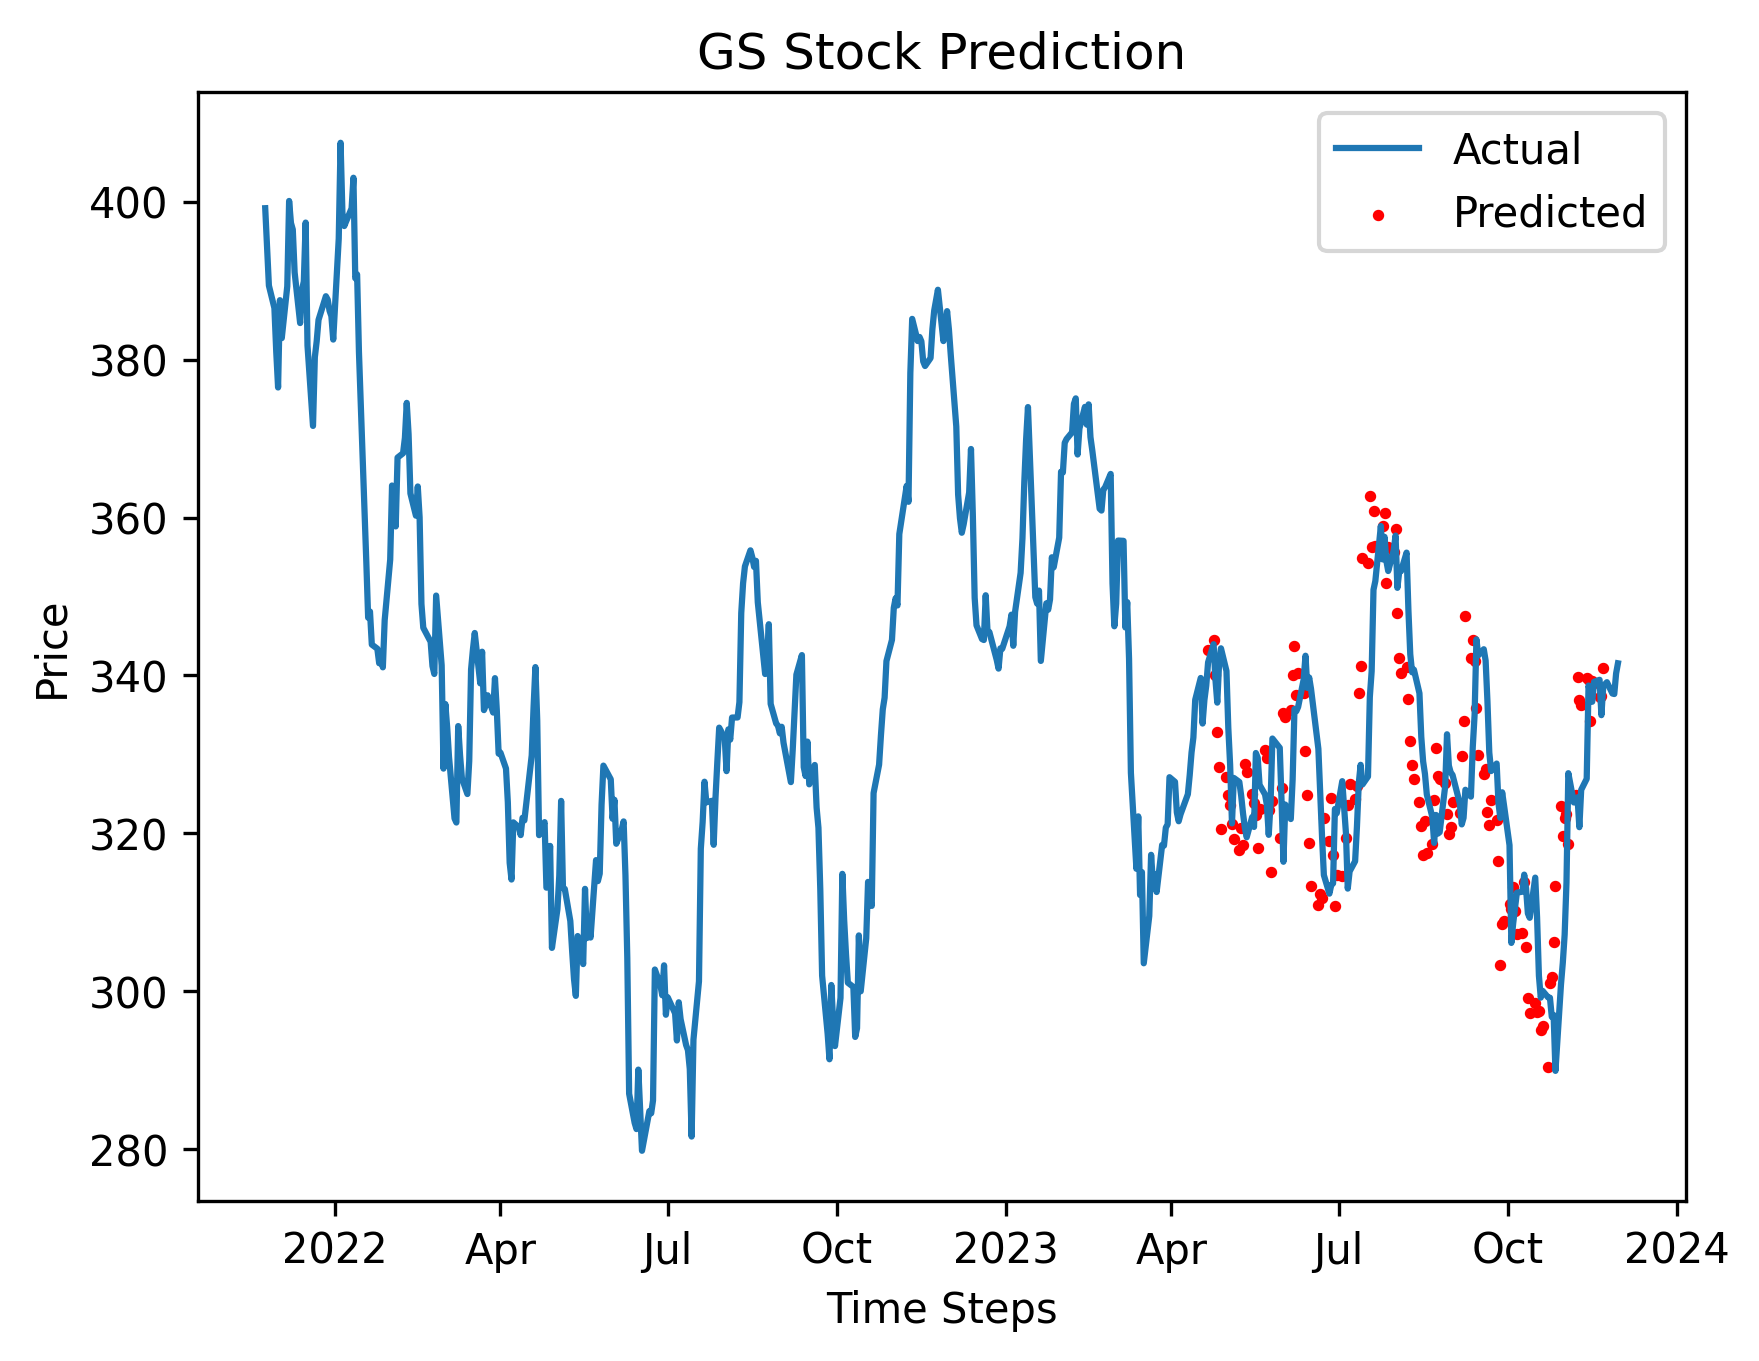 GS Stock Prediction
Actual
Predicted
Price
400
380
360
340
320
300
280
2022 Apr Jul Oct 2023 Apr Jul Oct 2024
Time Steps